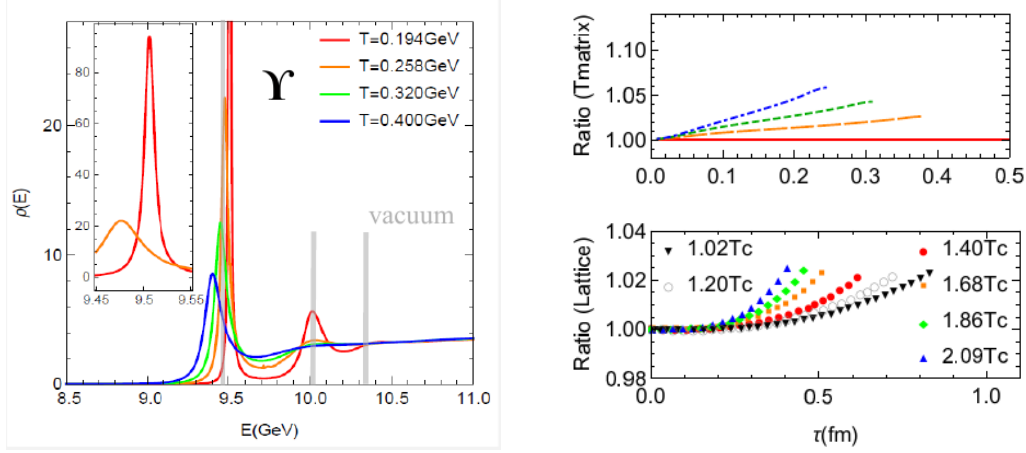 T=0.194GeV
T=0.258GeV
T=0.320GeV
T=0.400GeV
ϒ
vacuum
ρ(E)
20
10
0
8.5 9.0 9.5 10.0 10.5 11.0
E(GeV)
80
60
40
20
0
9.45 9.5 9.55
Ratio (Tmatrix)
1.10
1.05
1.00
0.0 0.1 0.2 0.3 0.4 0.5
Ratio (Lattice)
1.04
1.02
1.00
0.98
1.02Tc
1.20Tc
1.40Tc
1.68Tc
1.86Tc
2.09Tc
0.0 0.5 1.0
τ(fm)